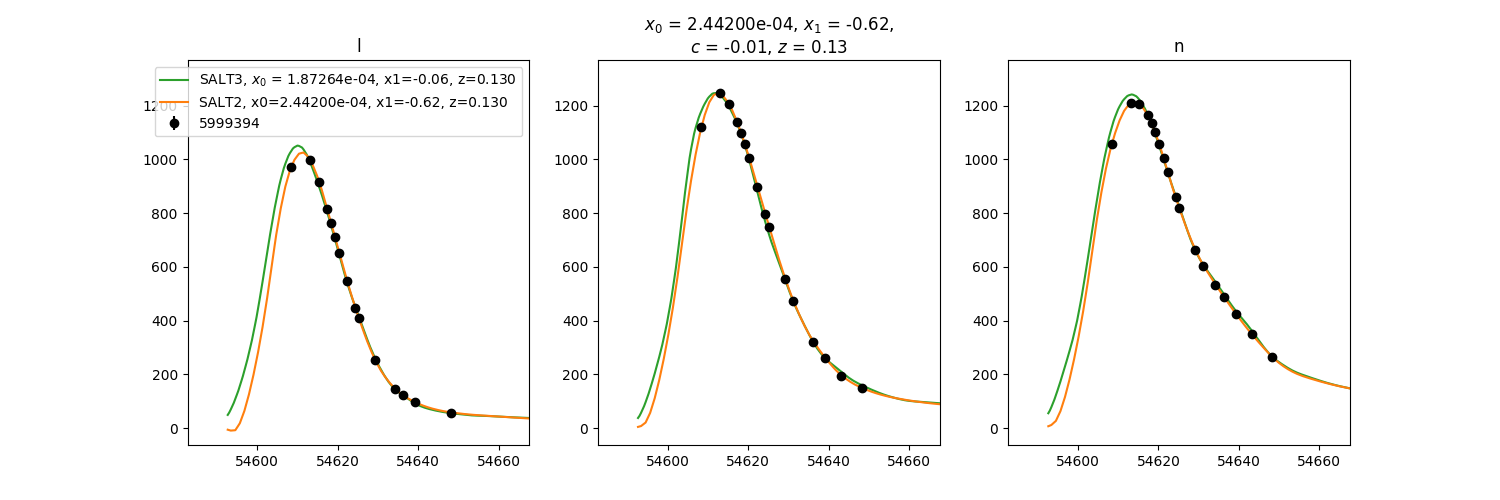 l
x₀ = 2.44200e-04, x₁ = -0.62,
c = -0.01, z = 0.13
n
SALT3, x₀ = 1.87264e-04, x1=-0.06, z=0.130
SALT2, x0=2.44200e-04, x1=-0.62, z=0.130
5999394
1200
1000
800
600
400
200
0
54600 54620 54640 54660
1200
1000
800
600
400
200
0
54600 54620 54640 54660
1200
1000
800
600
400
200
0
54600 54620 54640 54660